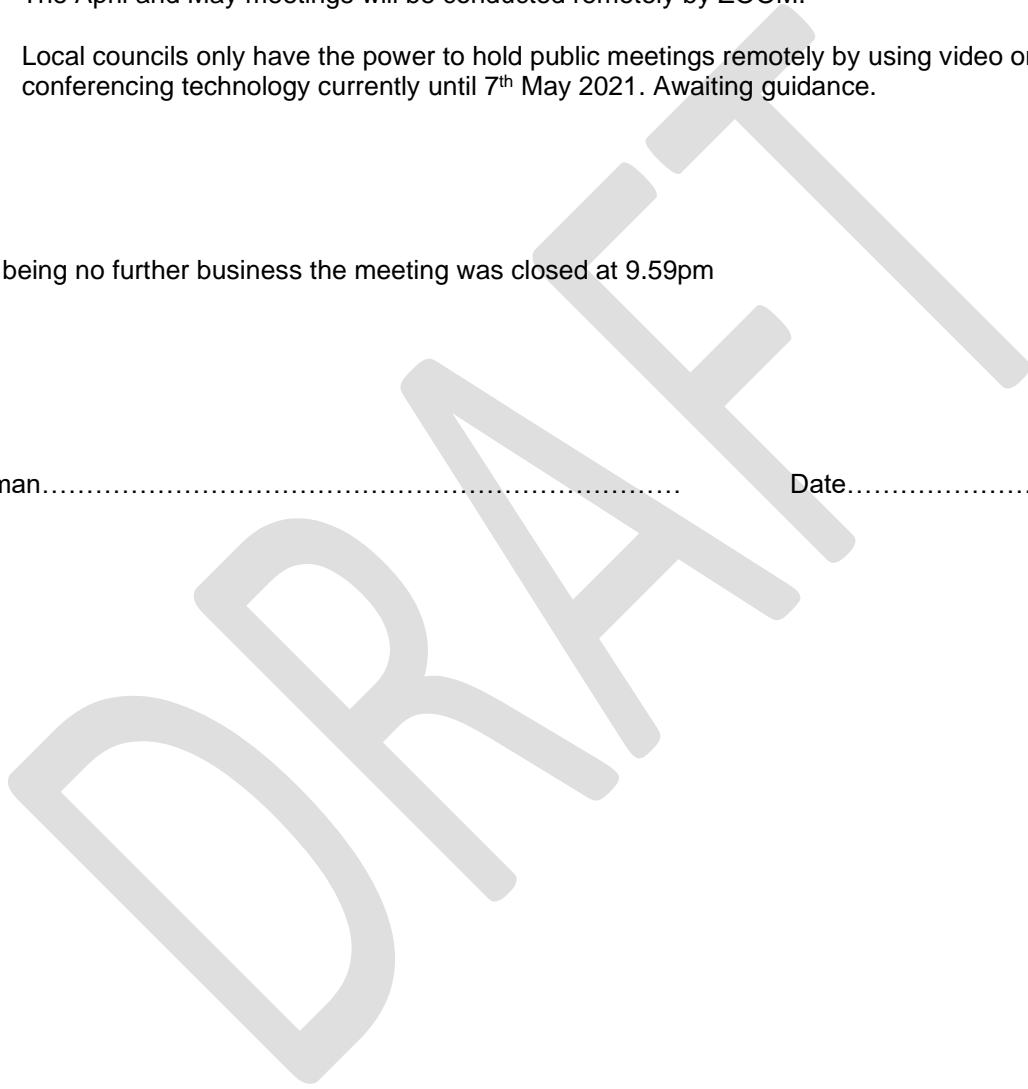 The April and May meetings will be conducted remotely by ZOOM.
Local councils only have the power to hold public meetings remotely by using video or
conferencing technology currently until 7th May 2021. Awaiting guidance.
being no further business the meeting was closed at 9.59pm
man……………………………………………………………… Date…………………
DRAFT